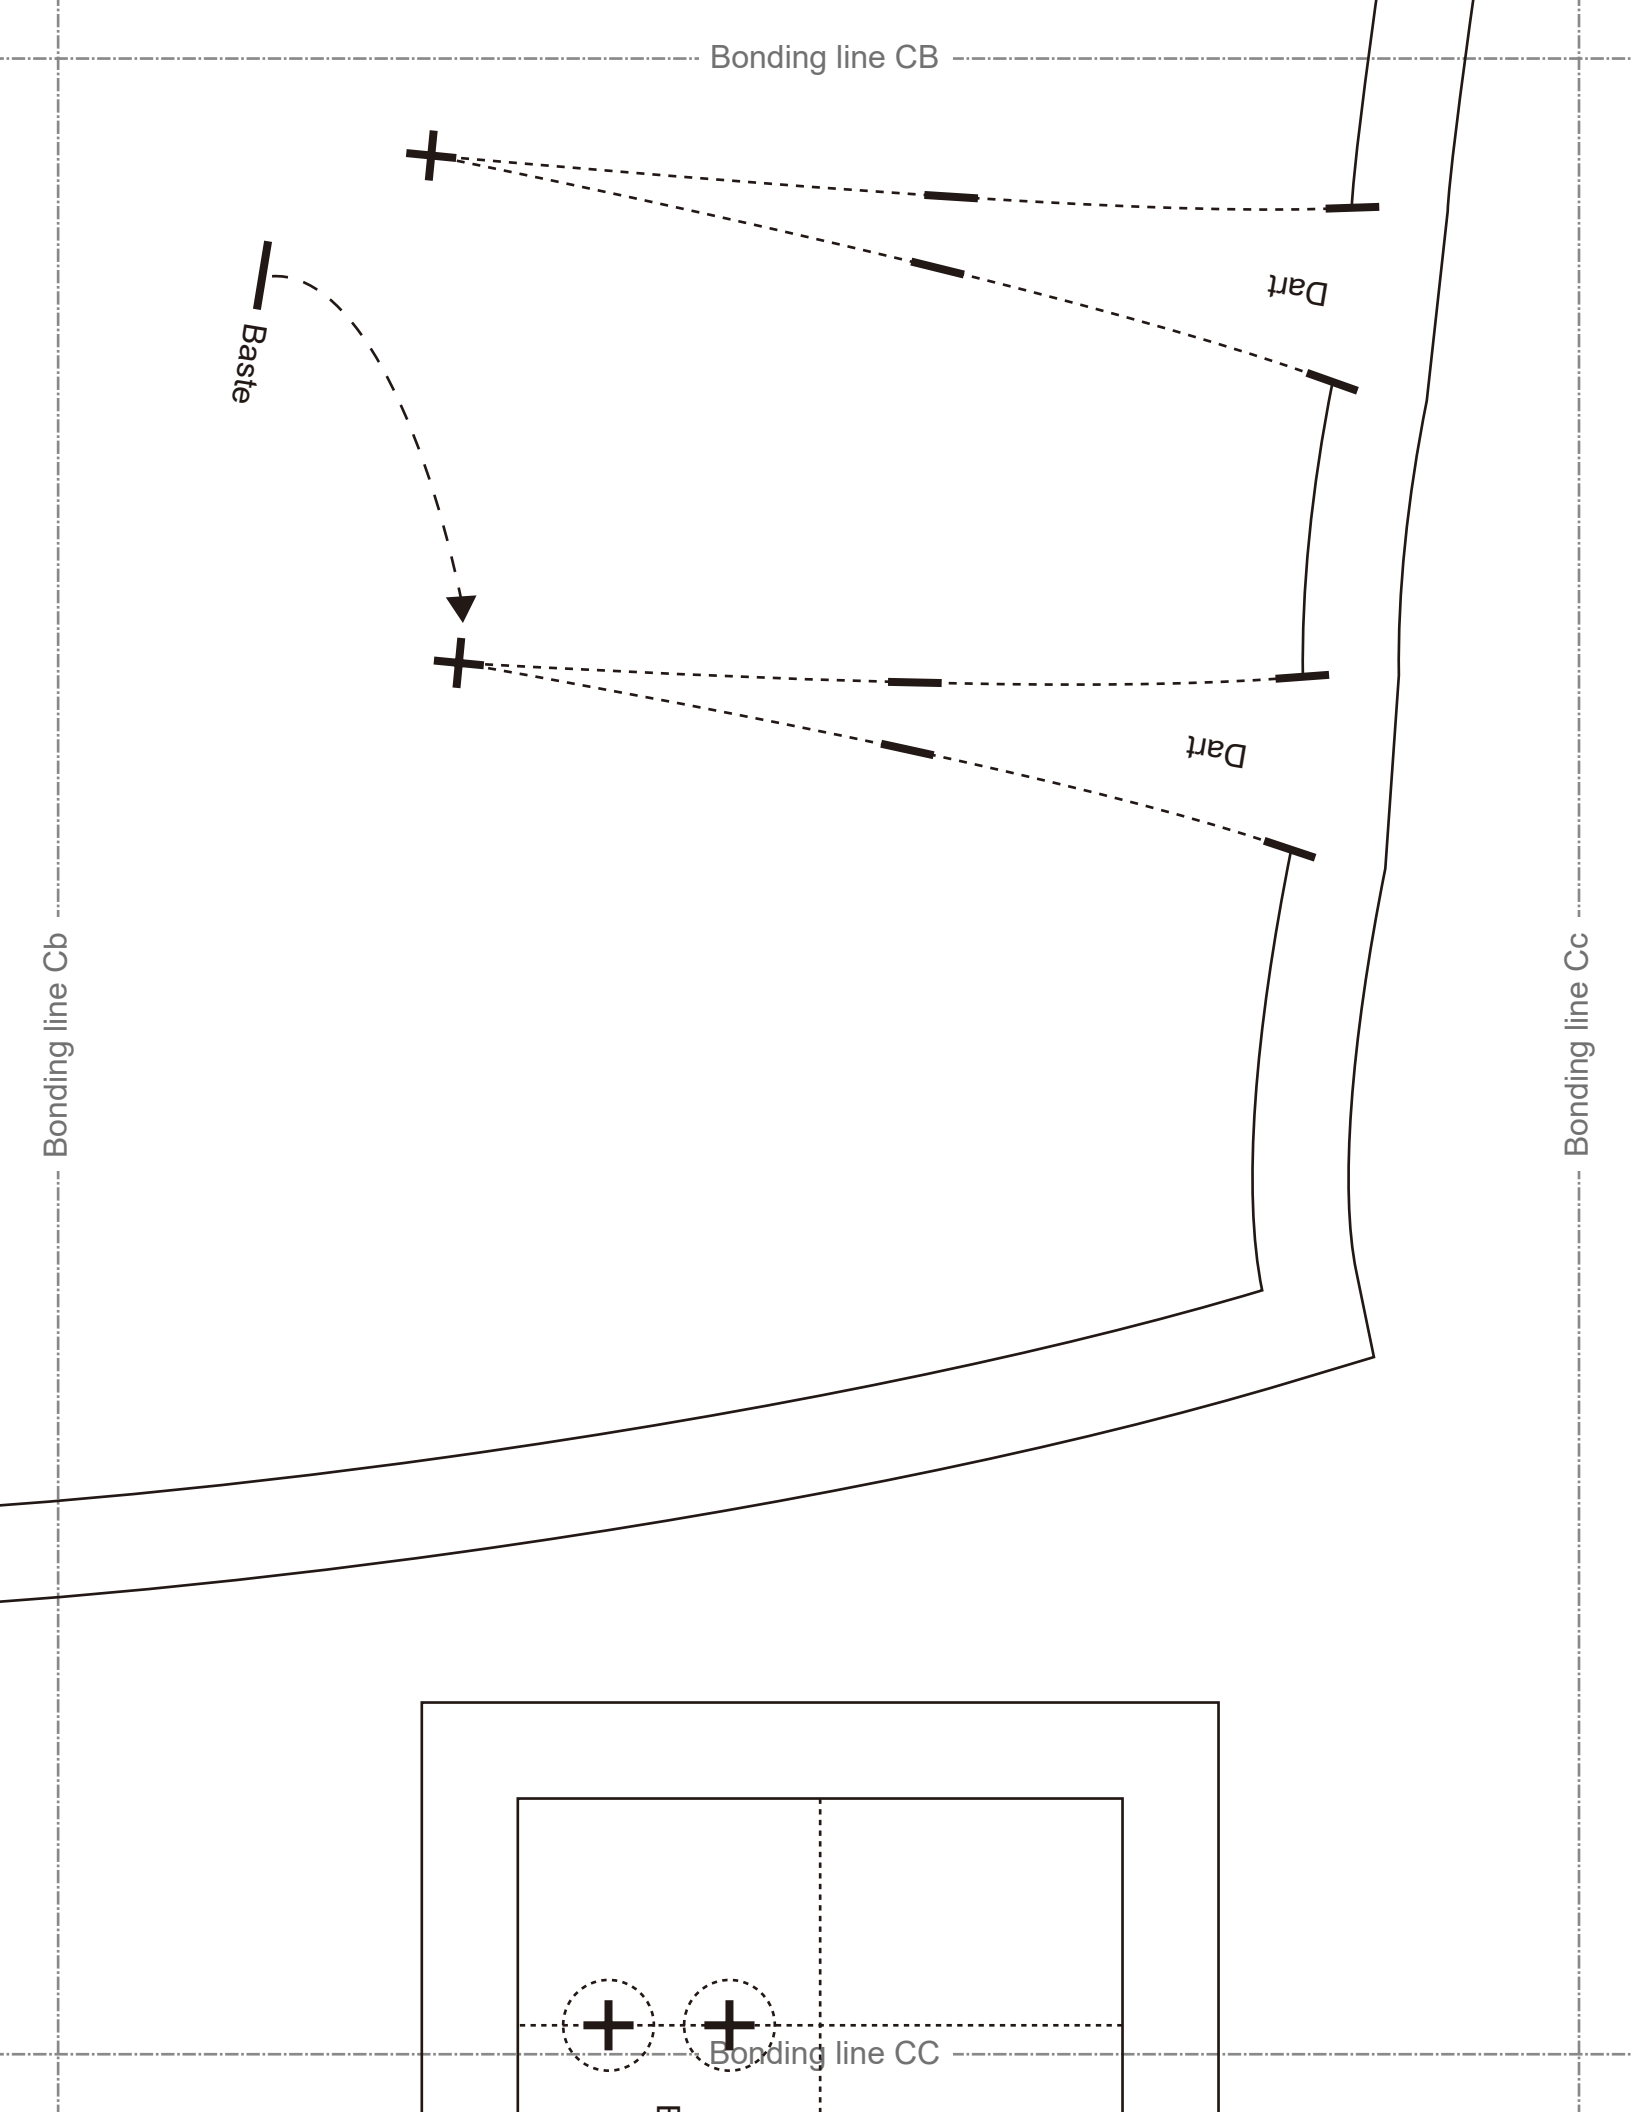 Bonding line CB
Dart
Baste
Dart
Bonding line Cb
Bonding line Cc
Bonding line CC